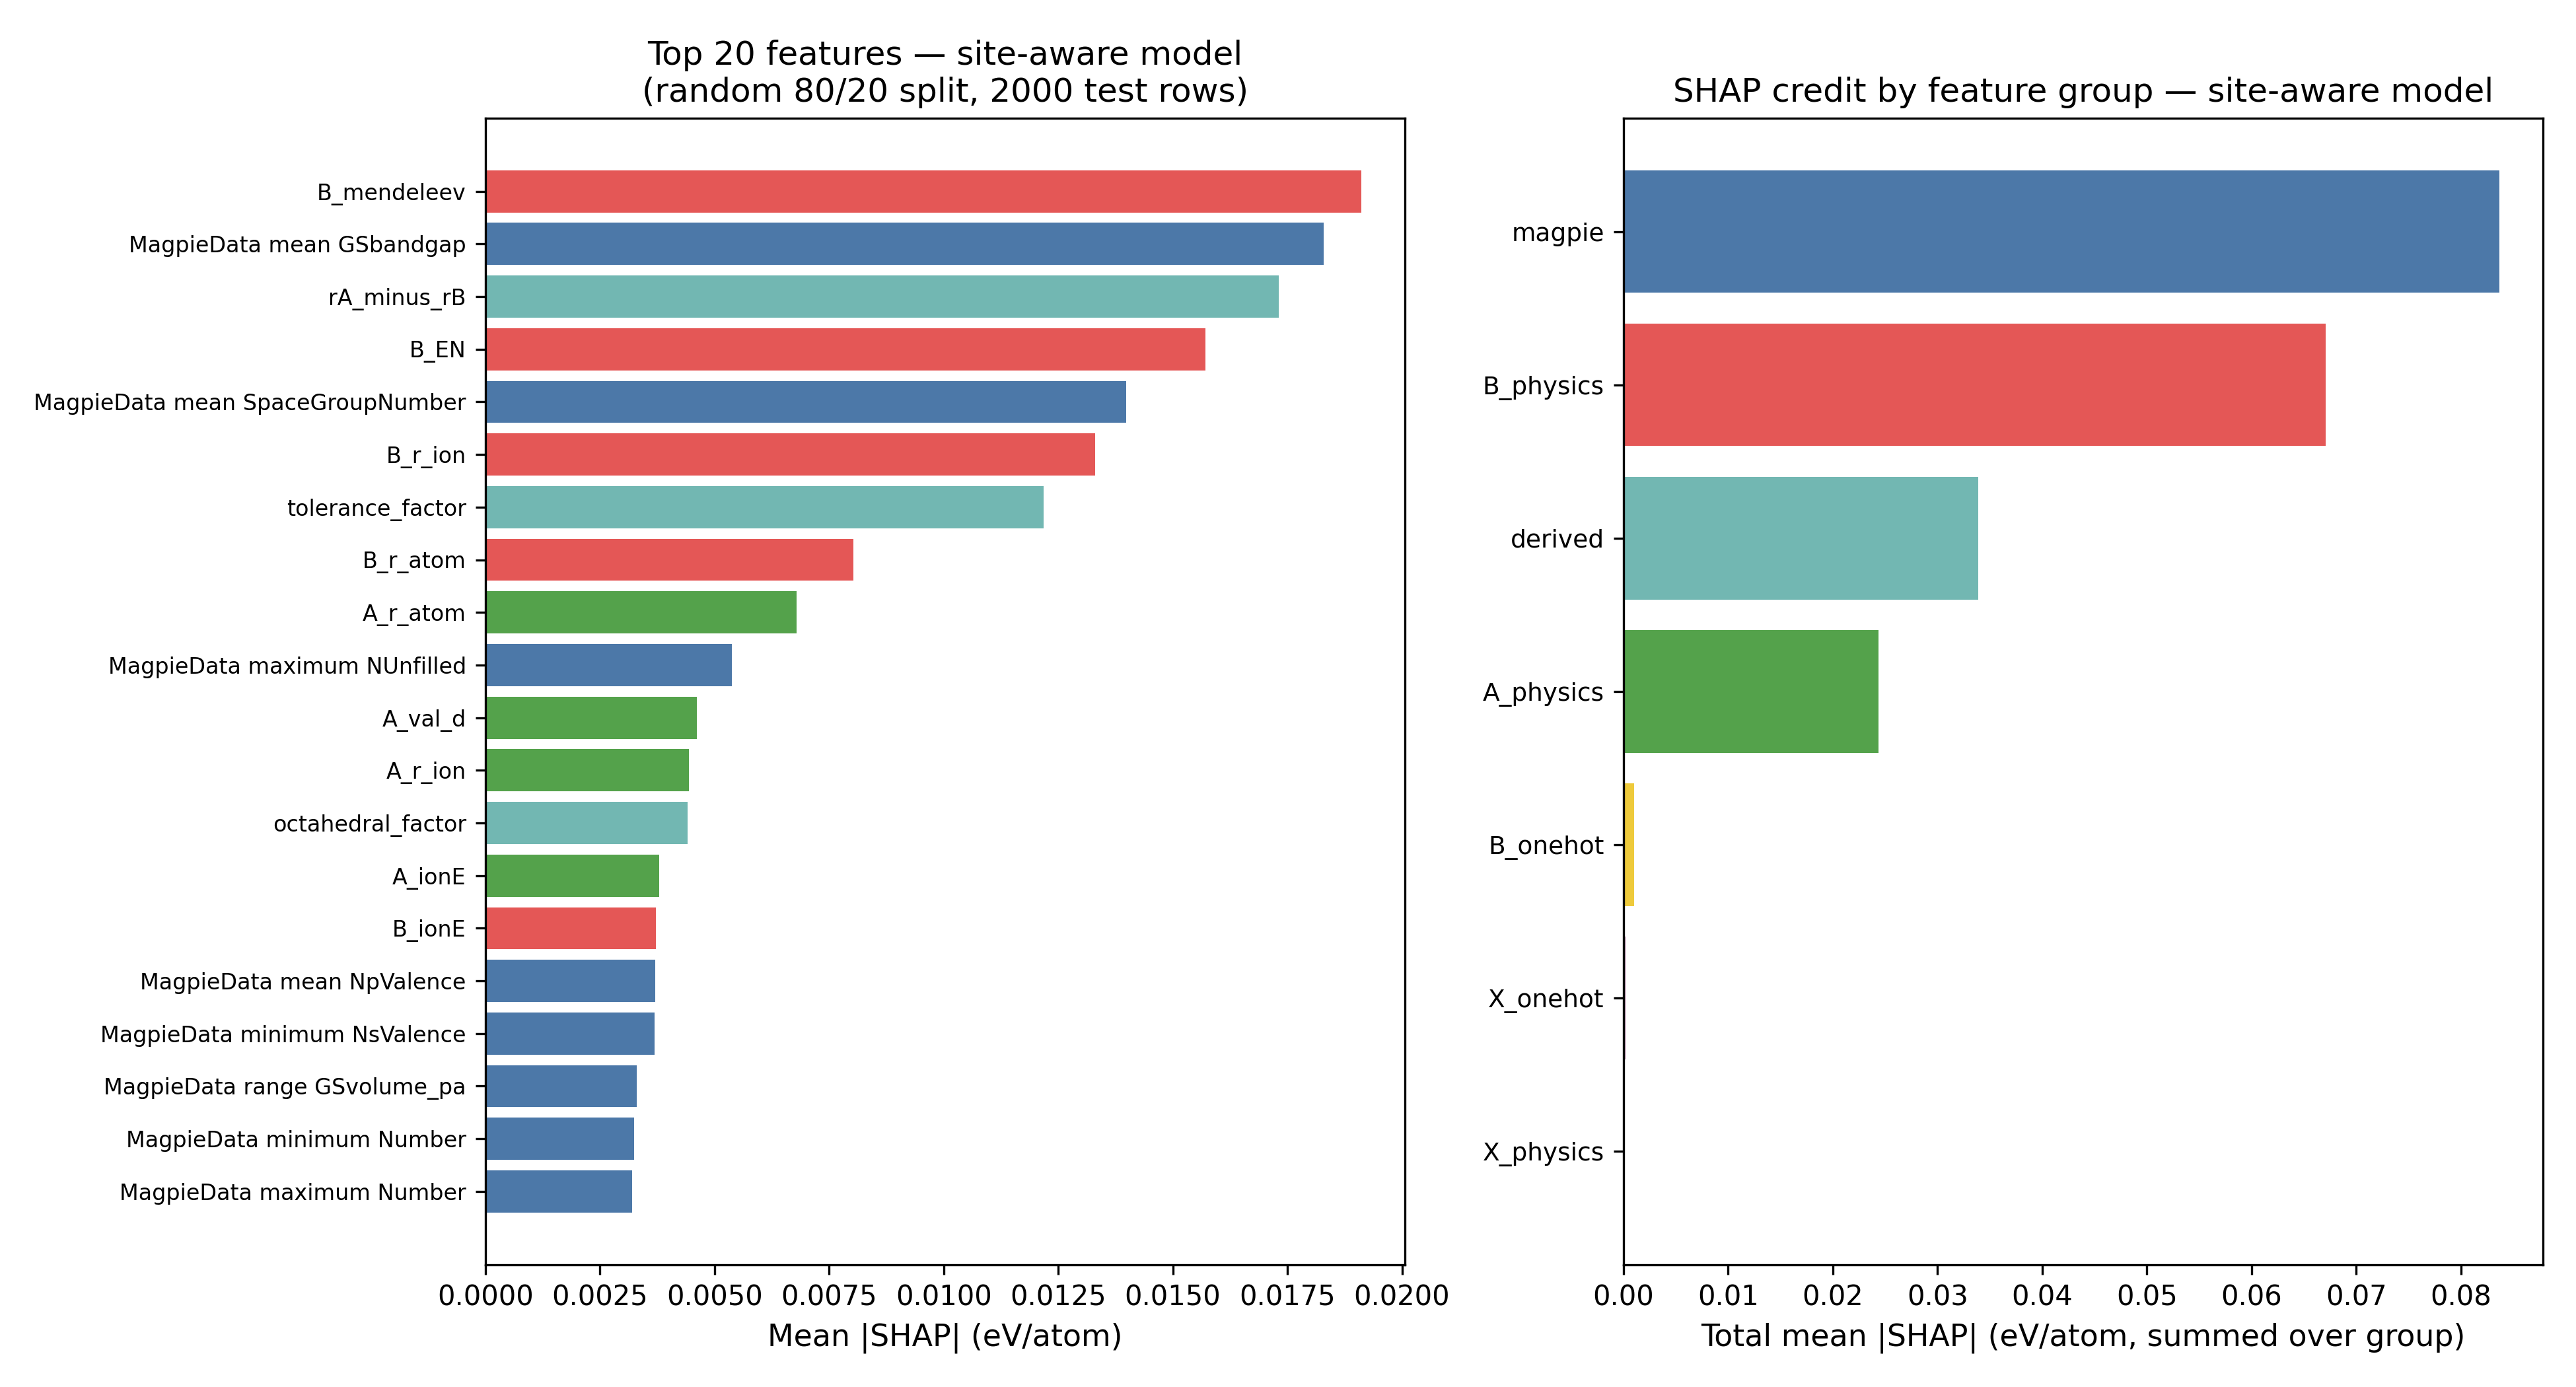 Top 20 features — site-aware model
(random 80/20 split, 2000 test rows)
B_mendeleev
MagpieData mean GSbandgap
rA_minus_rB
B_EN
MagpieData mean SpaceGroupNumber
B_r_ion
tolerance_factor
B_r_atom
A_r_atom
MagpieData maximum NUnfilled
A_val_d
A_r_ion
octahedral_factor
A_ionE
B_ionE
MagpieData mean NpValence
MagpieData minimum NsValence
MagpieData range GSvolume_pa
MagpieData minimum Number
MagpieData maximum Number
0.0000 0.0025 0.0050 0.0075 0.0100 0.0125 0.0150 0.0175 0.0200
Mean |SHAP| (eV/atom)
SHAP credit by feature group — site-aware model
magpie
B_physics
derived
A_physics
B_onehot
X_onehot
X_physics
0.00 0.01 0.02 0.03 0.04 0.05 0.06 0.07 0.08
Total mean |SHAP| (eV/atom, summed over group)